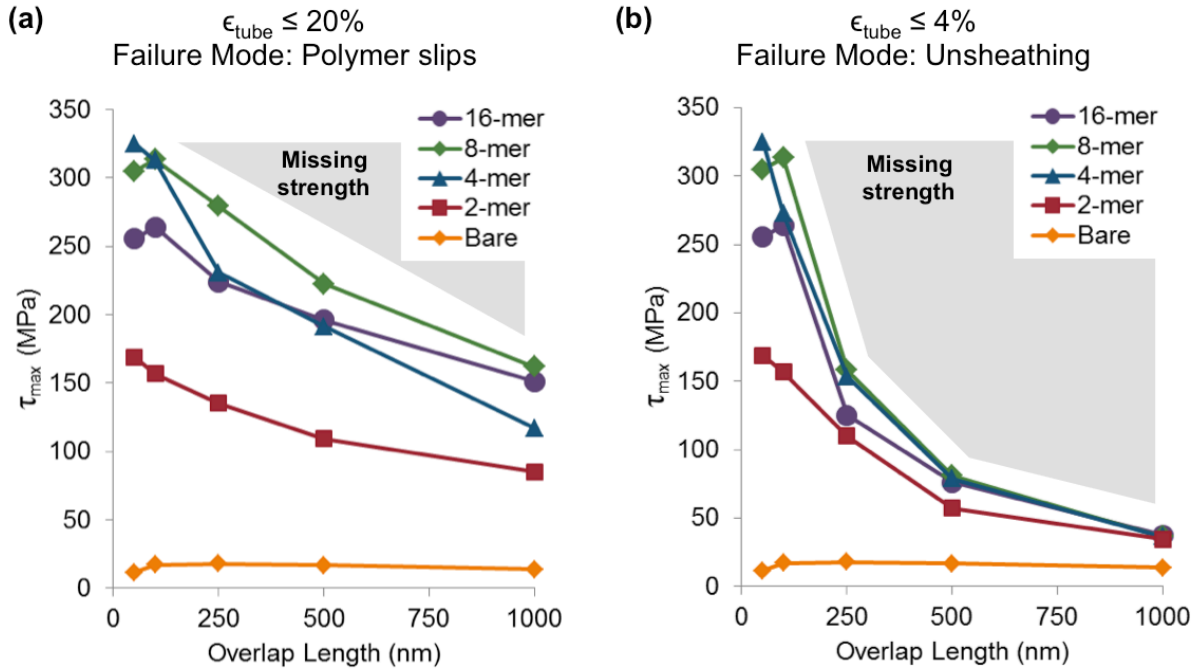 (a)
ϵtube ≤ 20%
Failure Mode: Polymer slips
350
300
250
200
150
100
50
0
τmax (MPa)
0
250
500
750
1000
Overlap Length (nm)
16-mer
8-mer
4-mer
2-mer
Bare
Missing
strength
(b)
ϵtube ≤ 4%
Failure Mode: Unsheathing
350
300
250
200
150
100
50
0
τmax (MPa)
0
250
500
750
1000
Overlap Length (nm)
16-mer
8-mer
4-mer
2-mer
Bare
Missing
strength